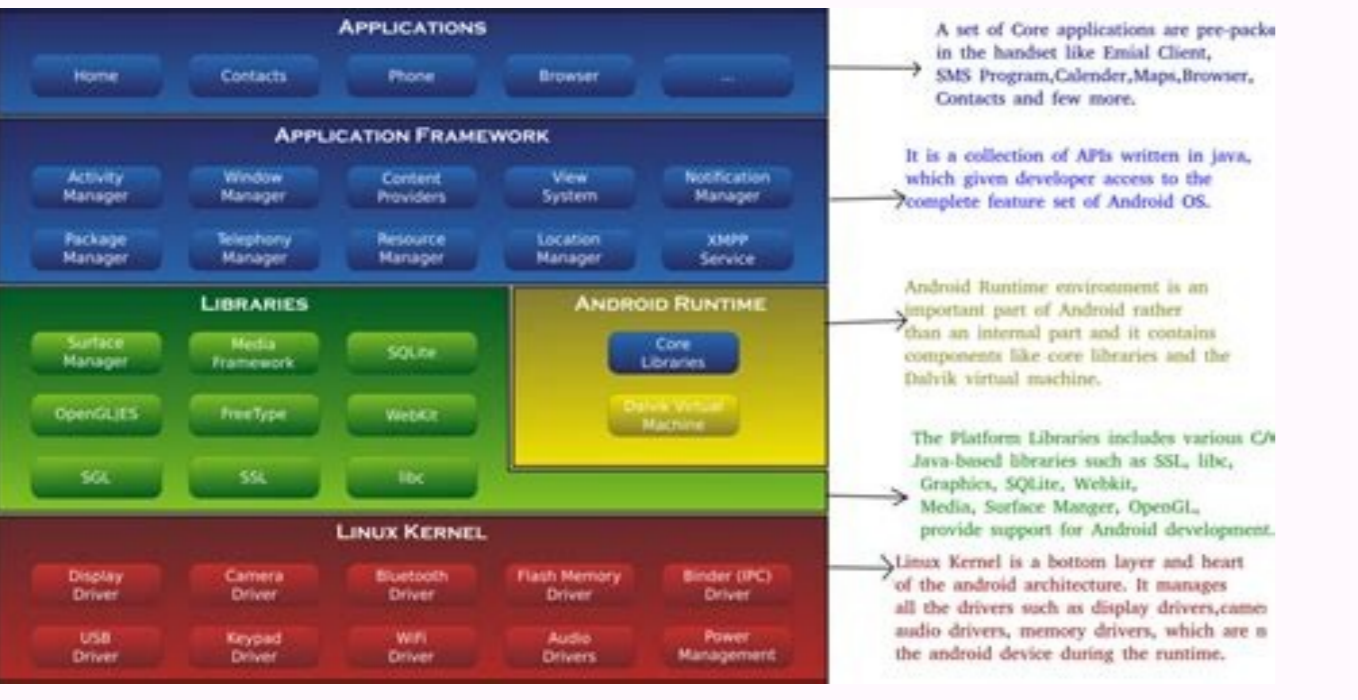 APPLICATIONS
Home
Contacts
Phone
Browser
...
A set of Core applications are pre-packa
in the handset like Emial Client,
SMS Program,Calender,Maps,Browser,
Contacts and few more.
APPLICATION FRAMEWORK
Activity
Manager
Window
Manager
Content
Providers
View
System
Notification
Manager
Package
Manager
Telephony
Manager
Resource
Manager
Location
Manager
XMPP
Service
It is a collection of APIs written in java,
which given developer access to the
complete feature set of Android OS.
LIBRARIES
Surface
Manager
Media
Framework
SQLite
OpenGL|ES
FreeType
WebKit
SGL
SSL
libc
ANDROID RUNTIME
Core
Libraries
Dalvik Virtual
Machine
Android Runtime environment is an
important part of Android rather
than an internal part and it contains
components like core libraries and the
Dalvik virtual machine.
The Platform Libraries includes various C/
Java-based libraries such as SSL, libc,
Graphics, SQLite, Webkit,
Media, Surface Manger, OpenGL,
provide support for Android development.
LINUX KERNEL
Display
Driver
Camera
Driver
Bluetooth
Driver
Flash Memory
Driver
Binder (IPC)
Driver
USB
Driver
Keypad
Driver
WiFi
Driver
Audio
Drivers
Power
Management
Linux Kernel is a bottom layer and heart
of the android architecture. It manages
all the drivers such as display drivers,camer
audio drivers, memory drivers, which are n
the android device during the runtime.